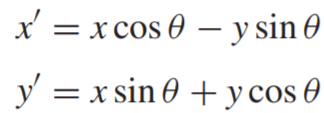 x′ = x cos θ − y sin θ
y′ = x sin θ + y cos θ